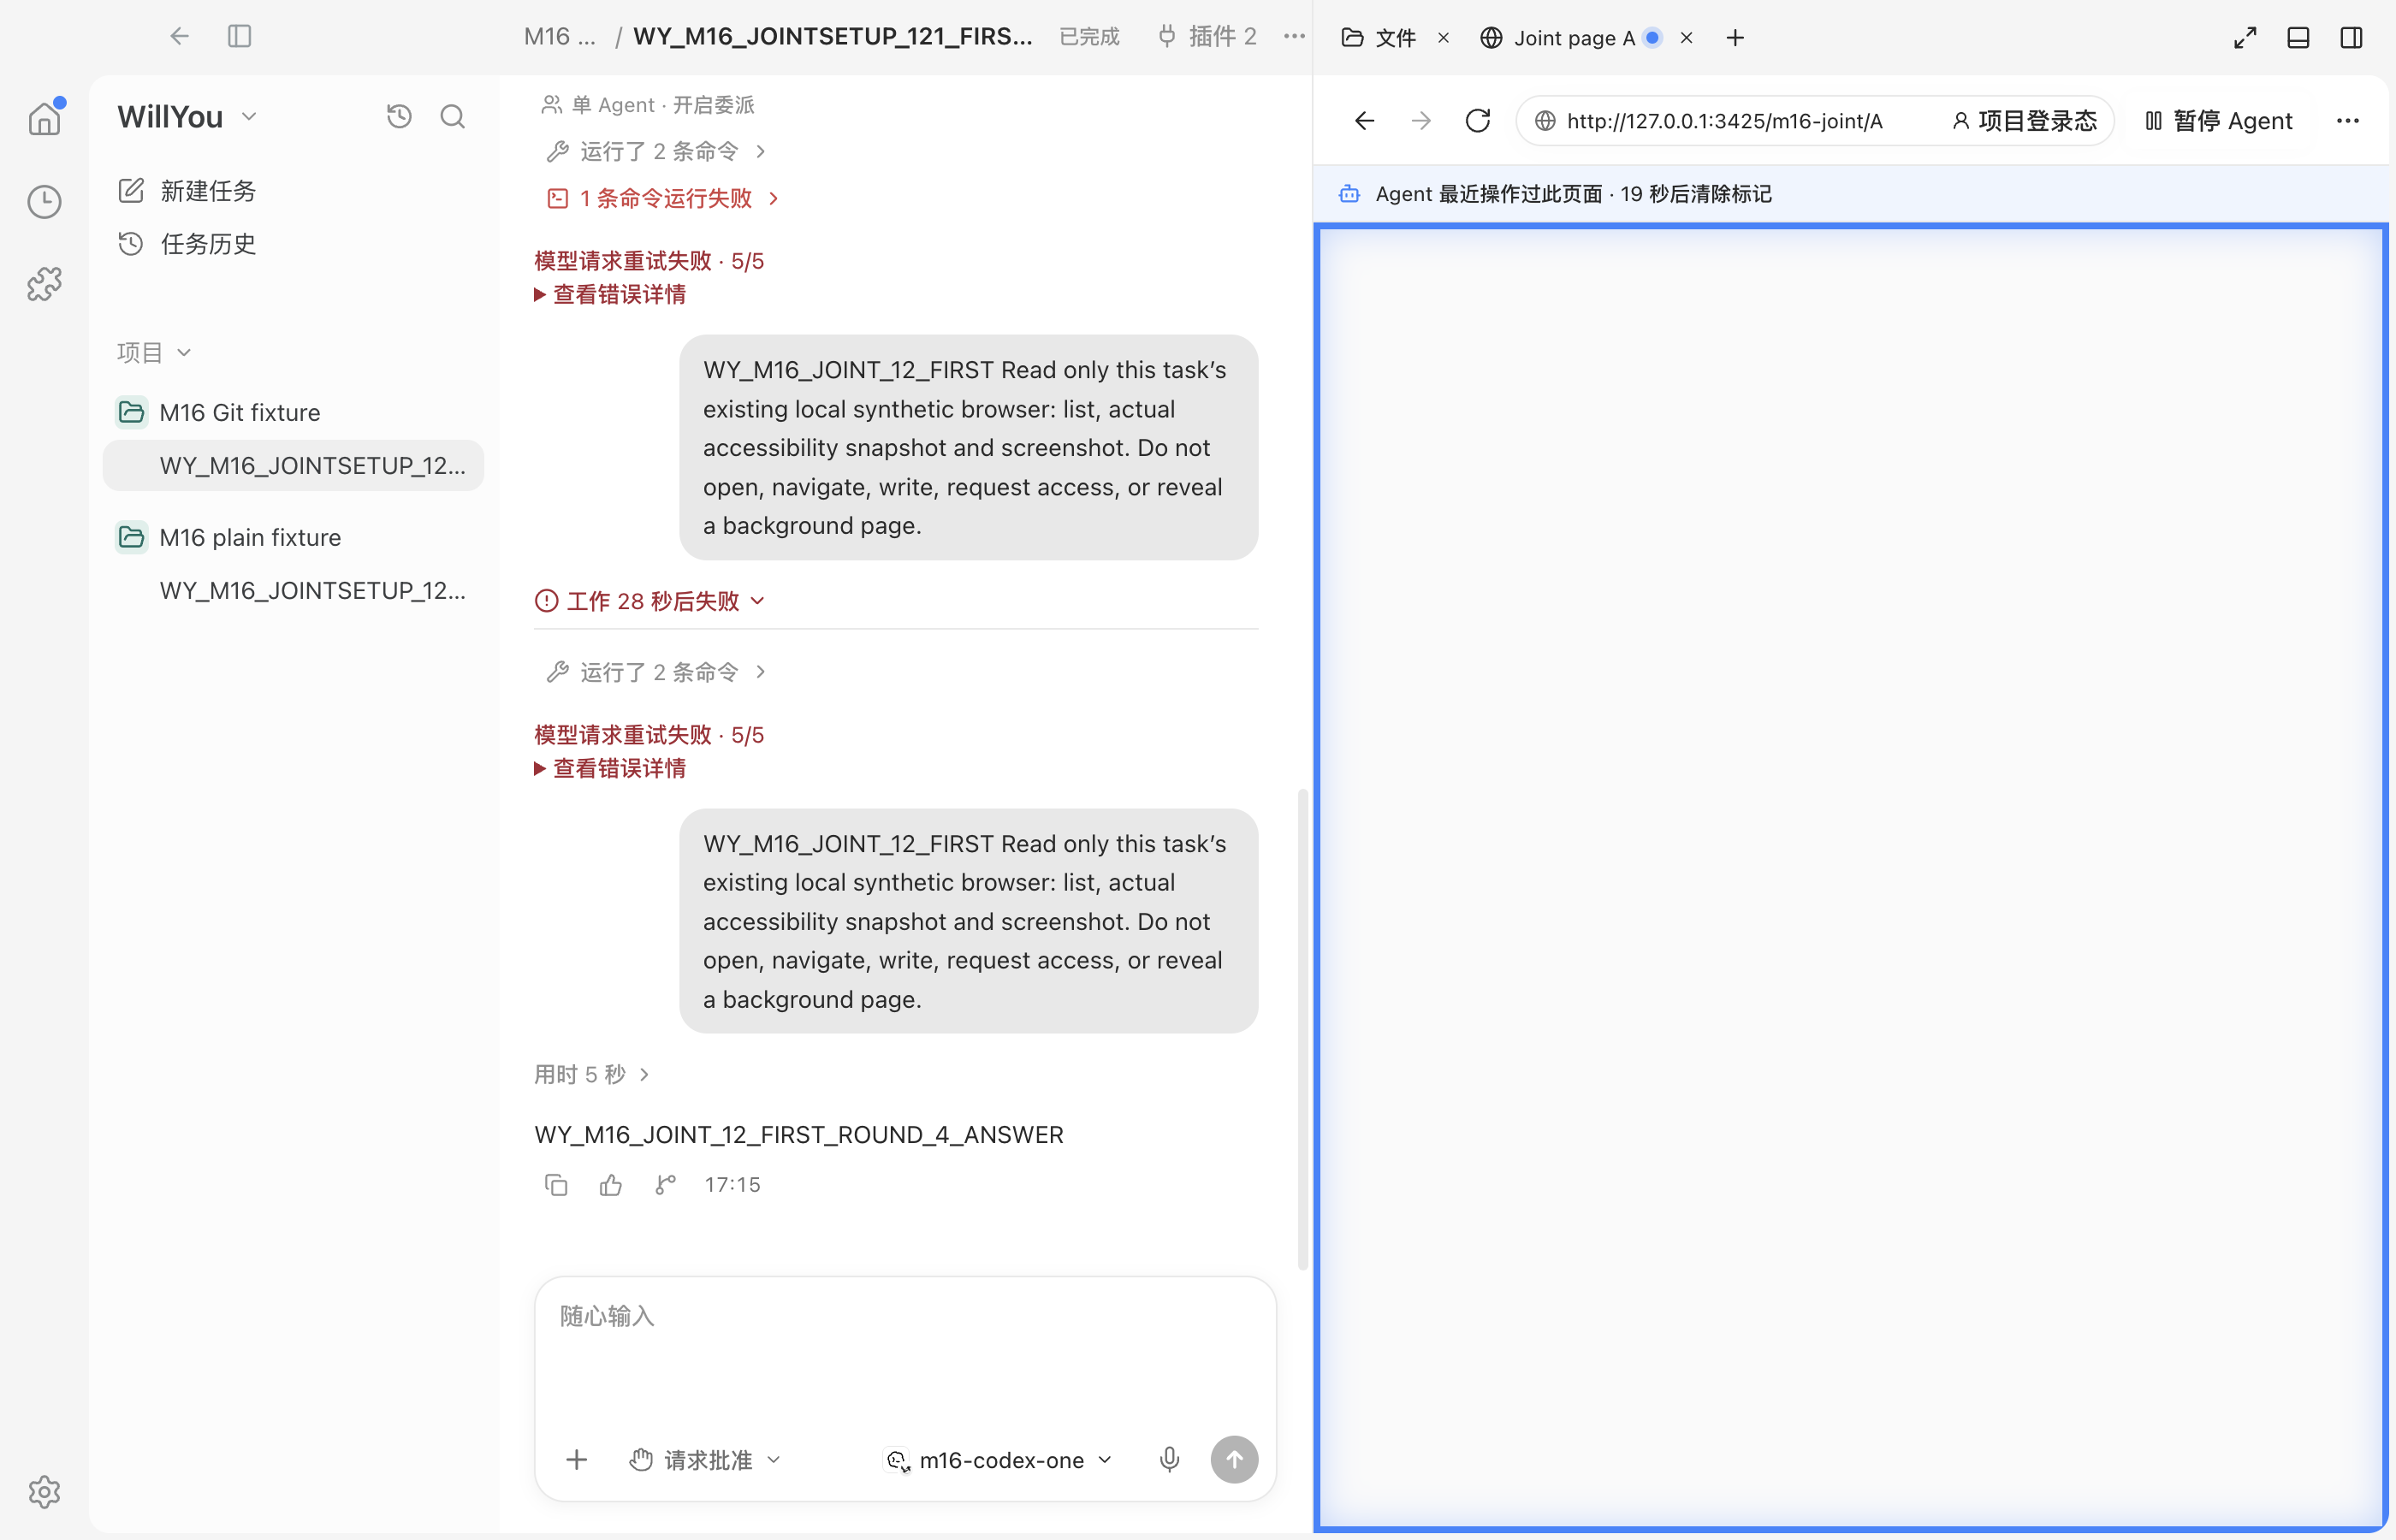 M16 ... / WY_M16_JOINTSETUP_121_FIRS... 已完成 插件 2
文件
Joint page A
WillYou
新建任务
任务历史
项目
M16 Git fixture
WY_M16_JOINTSETUP_12...
M16 plain fixture
WY_M16_JOINTSETUP_12...
单 Agent · 开启委派
运行了 2 条命令
1 条命令运行失败
模型请求重试失败 · 5/5
查看错误详情
WY_M16_JOINT_12_FIRST Read only this task’s
existing local synthetic browser: list, actual
accessibility snapshot and screenshot. Do not
open, navigate, write, request access, or reveal
a background page.
工作 28 秒后失败
运行了 2 条命令
模型请求重试失败 · 5/5
查看错误详情
WY_M16_JOINT_12_FIRST Read only this task’s
existing local synthetic browser: list, actual
accessibility snapshot and screenshot. Do not
open, navigate, write, request access, or reveal
a background page.
用时 5 秒
WY_M16_JOINT_12_FIRST_ROUND_4_ANSWER
17:15
随心输入
请求批准
m16-codex-one
http://127.0.0.1:3425/m16-joint/A
项目登录态
暂停 Agent
Agent 最近操作过此页面 · 19 秒后清除标记